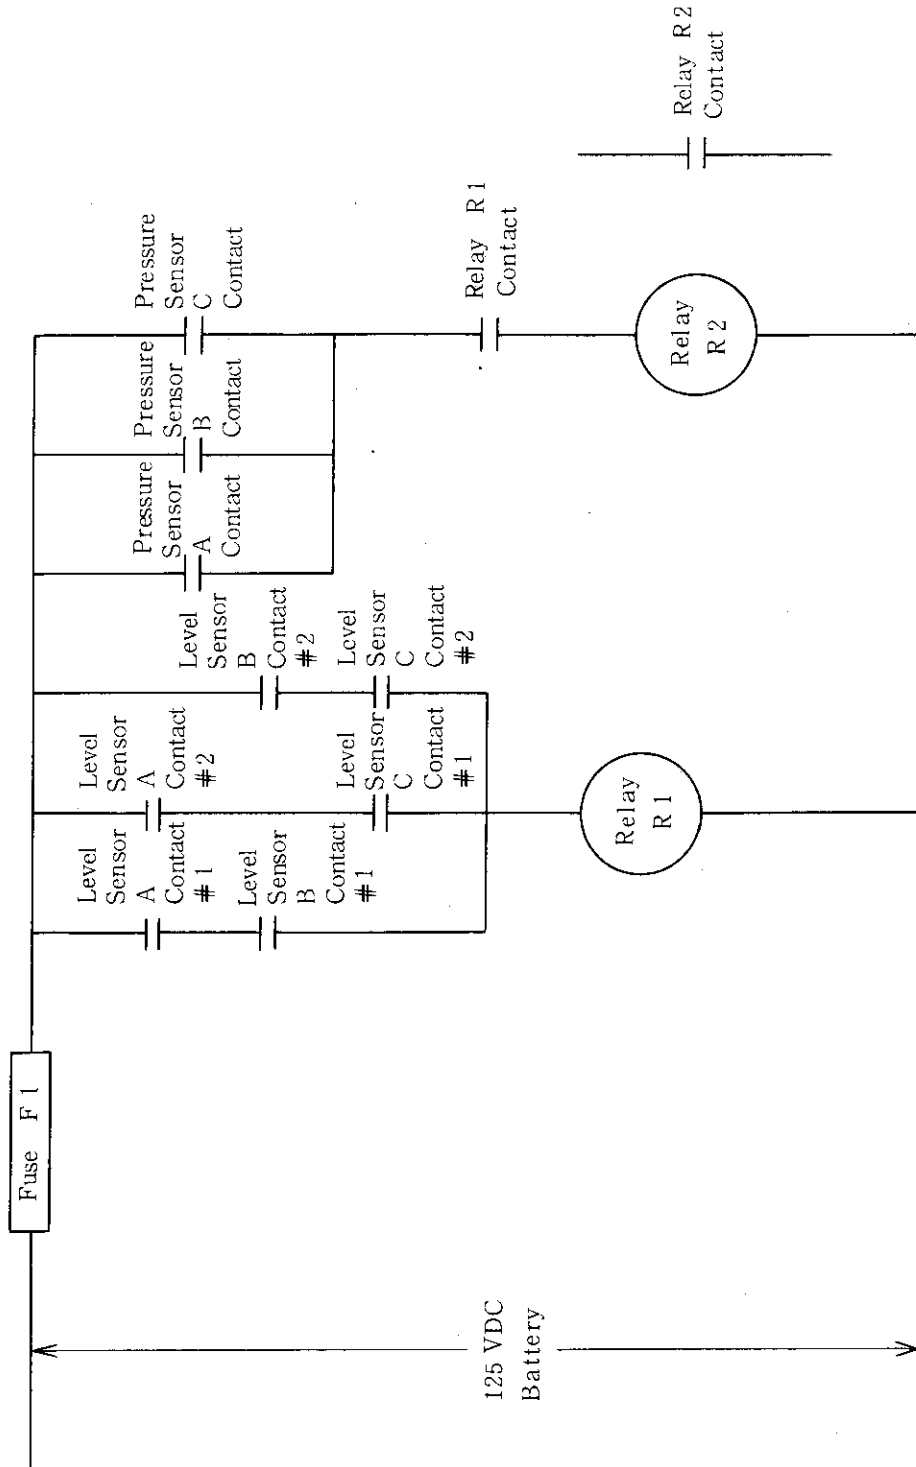 Fuse F1
125 VDC
Battery
Level
Sensor
A
Contact
#1
Level
Sensor
B
Contact
#1
Level
Sensor
A
Contact
#2
Level
Sensor
C
Contact
#1
Level
Sensor
B
Contact
#2
Level
Sensor
C
Contact
#2
Relay
R1
Pressure
Sensor
A
Contact
Pressure
Sensor
B
Contact
Pressure
Sensor
C
Contact
Relay R1
Contact
Relay
R2
Relay R2
Contact